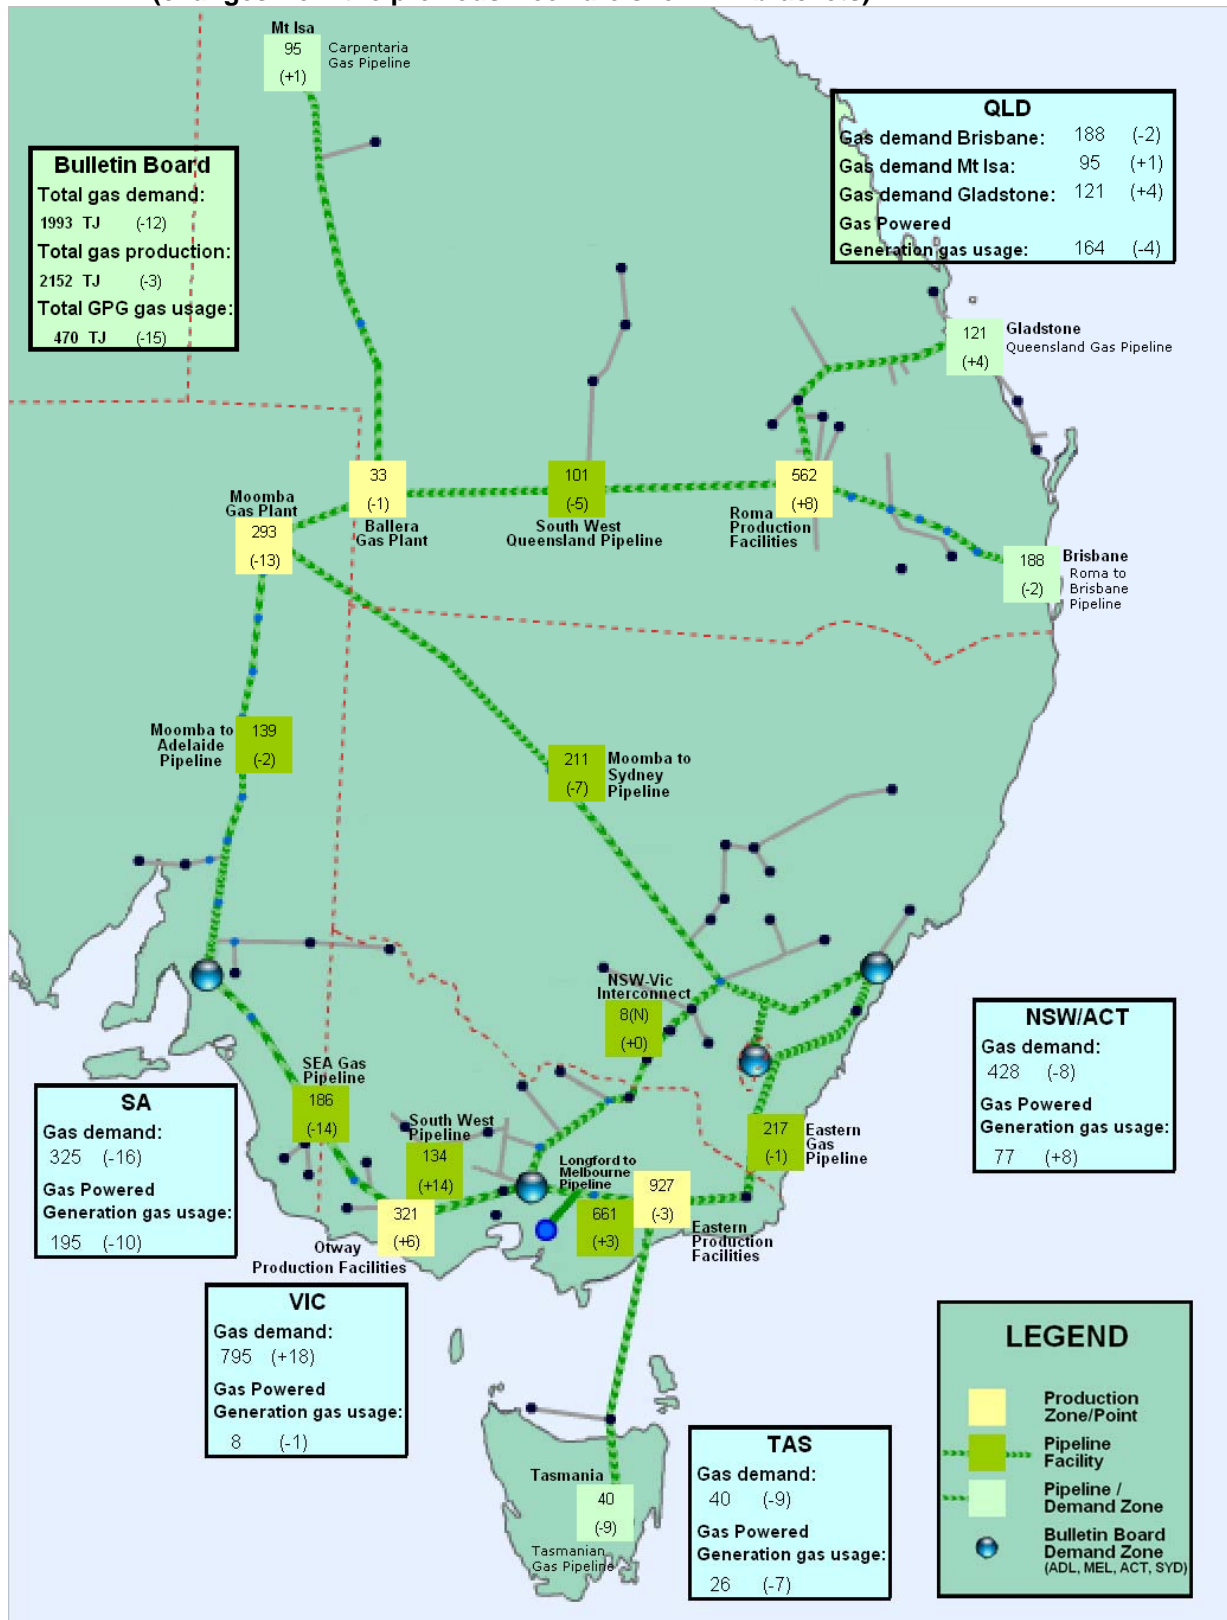 Mt Isa
95
(+1)
Carpentaria
Gas Pipeline
QLD
Gas demand Brisbane: 188 (-2)
Gas demand Mt Isa: 95 (+1)
Gas demand Gladstone: 121 (+4)
Gas Powered
Generation gas usage: 164 (-4)
Bulletin Board
Total gas demand:
1993 TJ (-12)
Total gas production:
2152 TJ (-3)
Total GPG gas usage:
470 TJ (-15)
121
(+4)
Gladstone
Queensland Gas Pipeline
33
(-1)
Ballera
Gas Plant
101
(-5)
South West
Queensland Pipeline
562
(+8)
Roma
Production
Facilities
Moomba
Gas Plant
293
(-13)
188
(-2)
Brisbane
Roma to
Brisbane
Pipeline
Moomba to
Adelaide
Pipeline
139
(-2)
211
(-7)
Moomba to
Sydney
Pipeline
NSW-Vic
Interconnect
8(N)
(+0)
NSW/ACT
Gas demand:
428 (-8)
Gas Powered
Generation gas usage:
77 (+8)
SEA Gas
Pipeline
186
(-14)
SA
Gas demand:
325 (-16)
Gas Powered
Generation gas usage:
195 (-10)
South West
Pipeline
134
(+14)
Longford to
Melbourne
Pipeline
661
(+3)
927
(-3)
Eastern
Production
Facilities
217
(-1)
Eastern
Gas
Pipeline
321
(+6)
Otway
Production Facilities
VIC
Gas demand:
795 (+18)
Gas Powered
Generation gas usage:
8 (-1)
Tasmania
40
(-9)
Tasmanian
Gas Pipeline
TAS
Gas demand:
40 (-9)
Gas Powered
Generation gas usage:
26 (-7)
LEGEND
Production
Zone/Point
Pipeline
Facility
Pipeline /
Demand Zone
Bulletin Board
Demand Zone
(ADL, MEL, ACT, SYD)